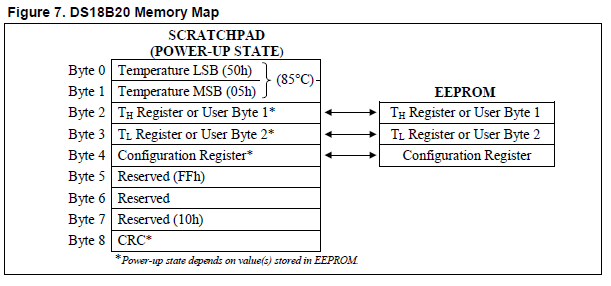 Figure 7. DS18B20 Memory Map
SCRATCHPAD
(POWER-UP STATE)
Byte 0 Temperature LSB (50h)
(85°C)
Byte 1 Temperature MSB (05h)
EEPROM
Byte 2 TH Register or User Byte 1* TH Register or User Byte 1
Byte 3 TL Register or User Byte 2* TL Register or User Byte 2
Byte 4 Configuration Register* Configuration Register
Byte 5 Reserved (FFh)
Byte 6 Reserved
Byte 7 Reserved (10h)
Byte 8 CRC*
*Power-up state depends on value(s) stored in EEPROM.